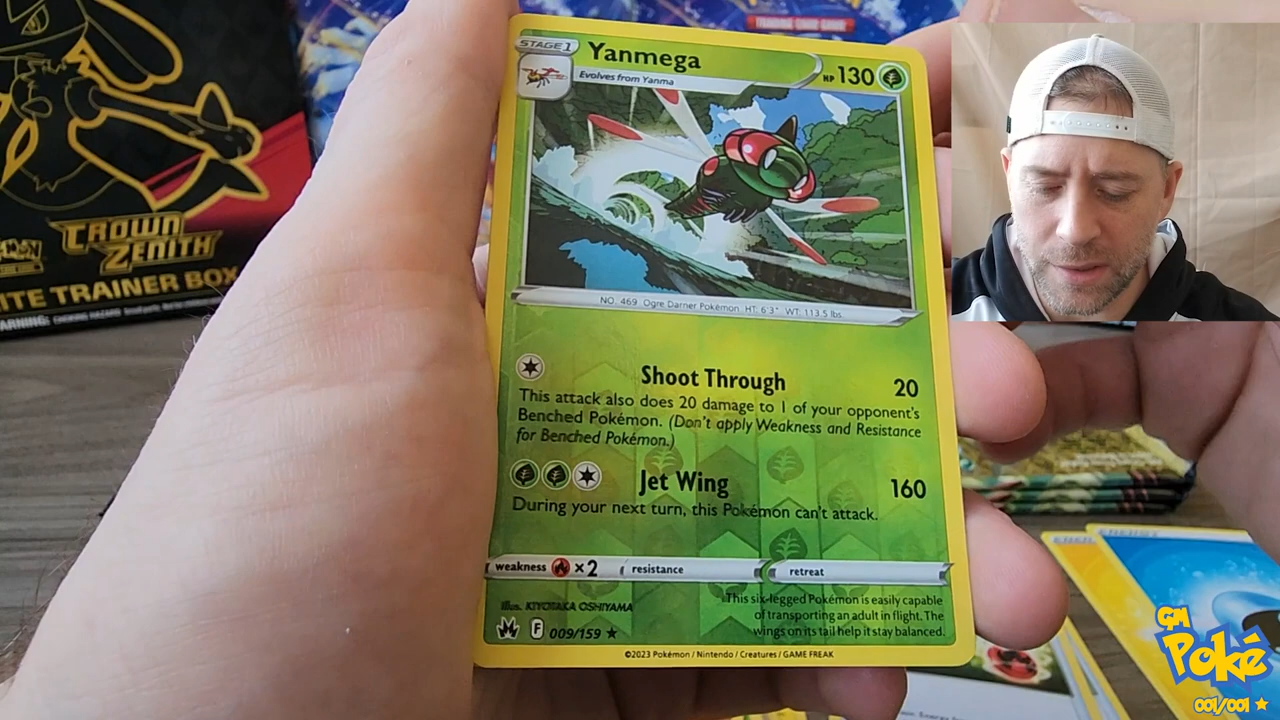 TRADING CARD GAME
STAGE 1
Yanmega
Evolves from Yanma
HP 130
NO. 469 Ogre Darner Pokémon HT: 6'3" WT: 113.5 lbs.
Shoot Through 20
This attack also does 20 damage to 1 of your opponent's
Benched Pokémon. (Don't apply Weakness and Resistance
for Benched Pokémon.)
Jet Wing 160
During your next turn, this Pokémon can't attack.
weakness ×2 resistance retreat
Illus. KIYOTAKA OSHIYAMA
This six-legged Pokémon is easily capable
of transporting an adult in flight. The
wings on its tail help it stay balanced.
F 009/159 ★
©2023 Pokémon / Nintendo / Creatures / GAME FREAK
CROWN
ZENITH
ITE TRAINER BOX
WARNING:
ENERGY
GM
Poké
001/001 ★